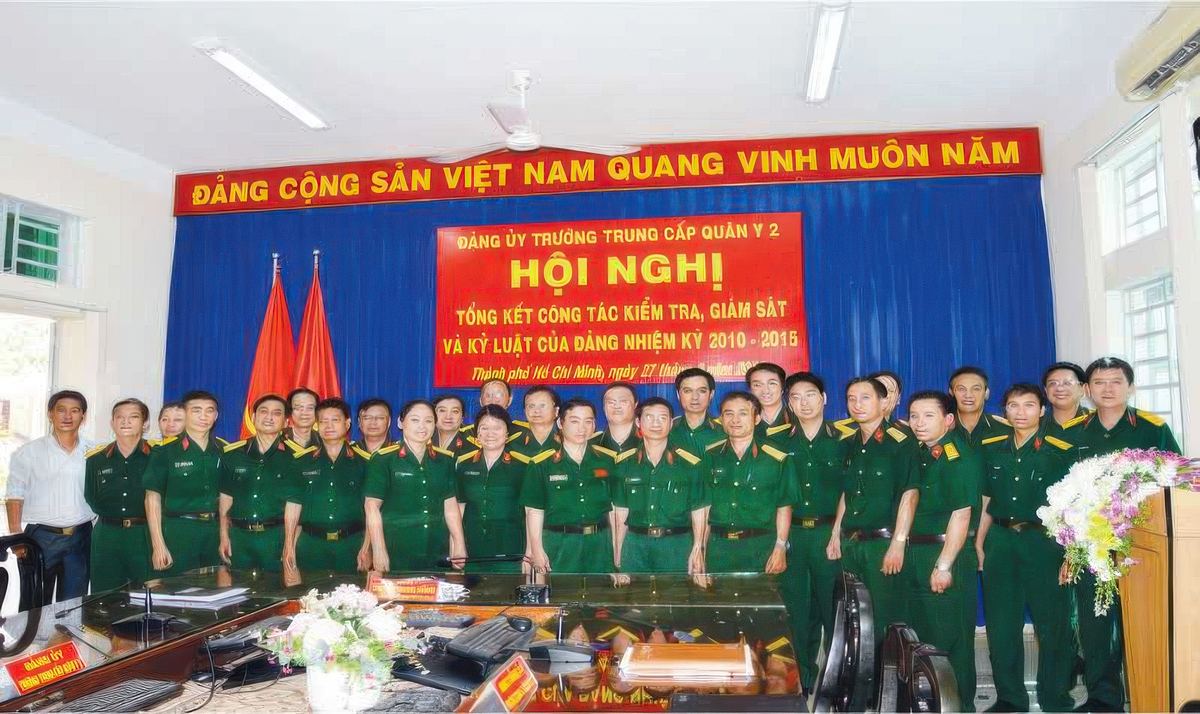 ĐẢNG CỘNG SẢN VIỆT NAM QUANG VINH MUÔN NĂM
ĐẢNG ỦY TRƯỜNG TRUNG CẤP QUÂN Y 2
HỘI NGHỊ
TỔNG KẾT CÔNG TÁC KIỂM TRA, GIÁM SÁT
VÀ KỶ LUẬT CỦA ĐẢNG NHIỆM KỲ 2010 - 2015
Thành phố Hồ Chí Minh, ngày 07
ĐẢNG ỦY